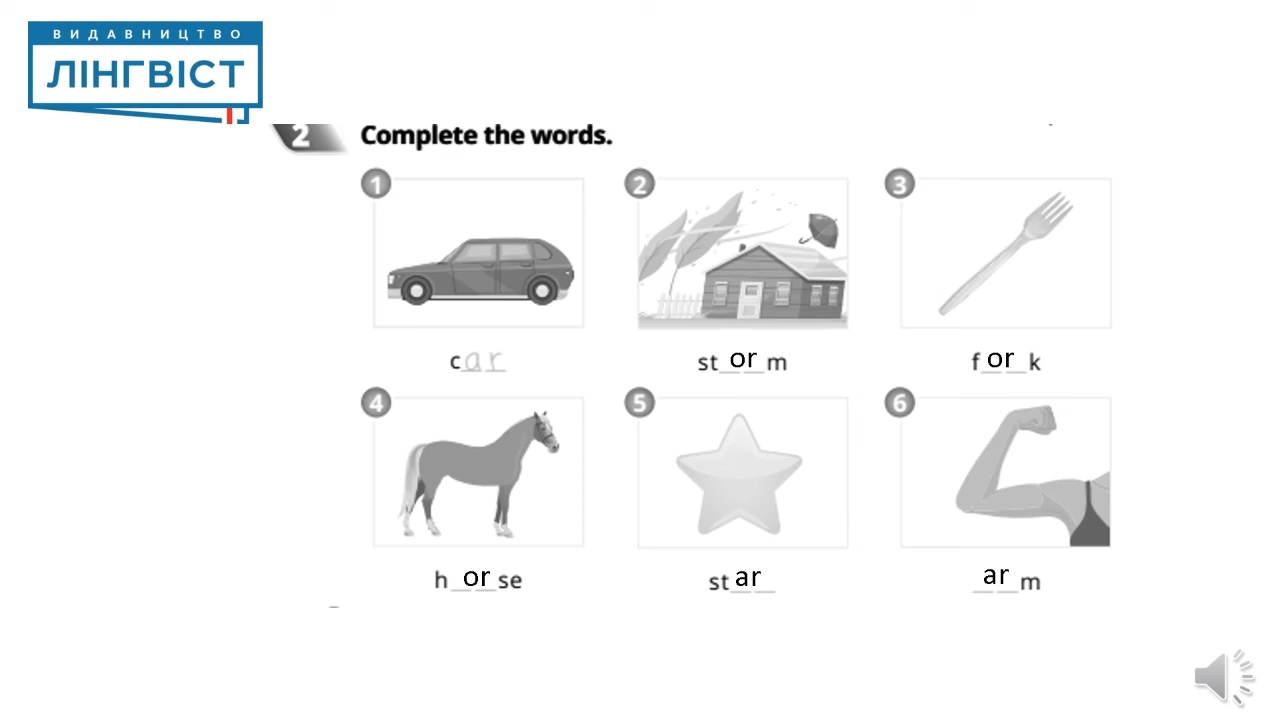 ВИДАВНИЦТВО
ЛІНГВІСТ
2 Complete the words.
1 2 3
car storm fork
4 5 6
horse star arm